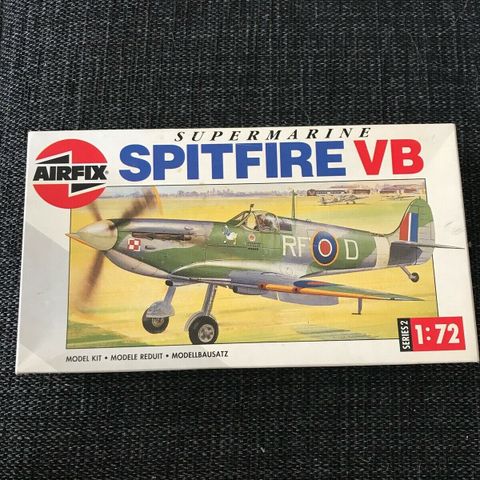 SUPERMARINE
AIRFIX
SPITFIRE VB
RF D
MODEL KIT • MODELE REDUIT • MODELLBAUSATZ
SERIES 2
1:72